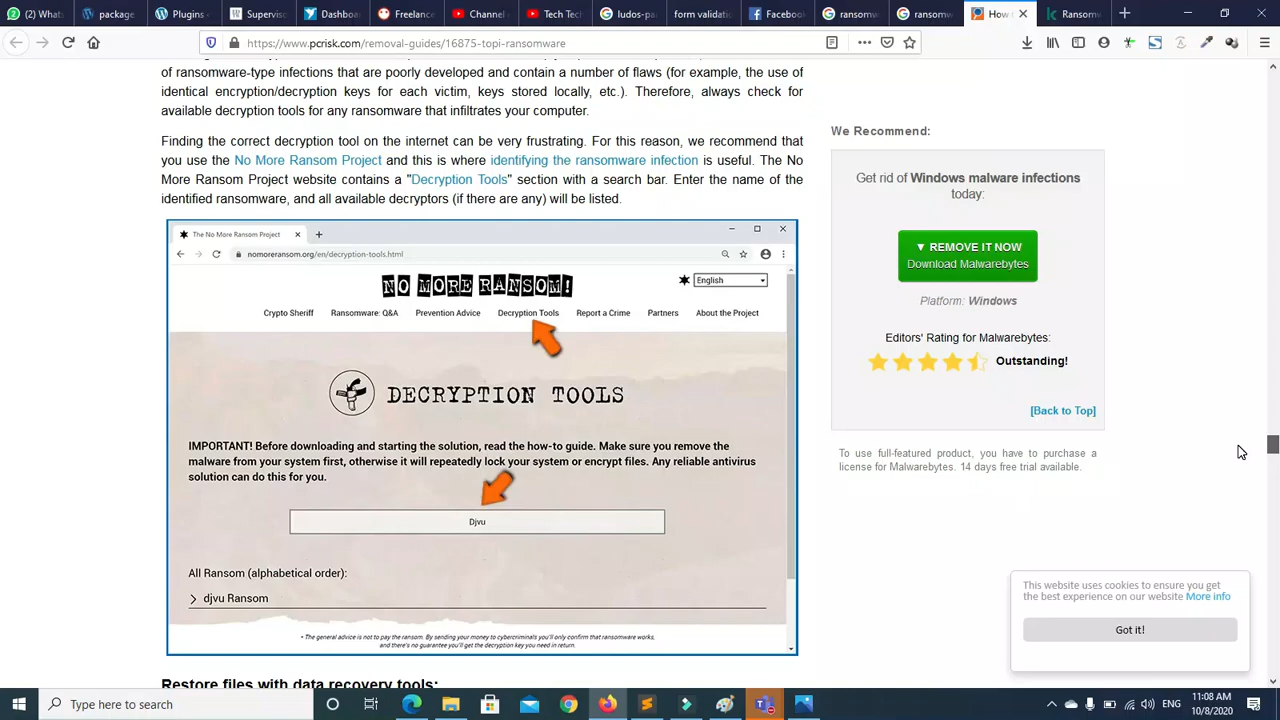 (2) Whats
package
Plugins -
Supervis
Dashboar
Freelance
YouTube C
Tech Tec
ludos-pa
form validation
Facebook
ransomw
ransomw
How t
Ransome
https://www.pcrisk.com/removal-guides/16875-topi-ransomware
of ransomware-type infections that are poorly developed and contain a number of flaws (for example, the use of
identical encryption/decryption keys for each victim, keys stored locally, etc.). Therefore, always check for
available decryption tools for any ransomware that infiltrates your computer.
Finding the correct decryption tool on the internet can be very frustrating. For this reason, we recommend that
you use the No More Ransom Project and this is where identifying the ransomware infection is useful. The No
More Ransom Project website contains a "Decryption Tools" section with a search bar. Enter the name of the
identified ransomware, and all available decryptors (if there are any) will be listed.
The No More Ransom Project
nomoreransom.org/en/decryption-tools.html
NO MORE RANSOM!
English
Crypto Sheriff
Ransomware: Q&A
Prevention Advice
Decryption Tools
Report a Crime
Partners
About the Project
DECRYPTION TOOLS
IMPORTANT! Before downloading and starting the solution, read the how-to guide. Make sure you remove the
malware from your system first, otherwise it will repeatedly lock your system or encrypt files. Any reliable antivirus
solution can do this for you.
Djvu
All Ransom (alphabetical order):
djvu Ransom
• The general advice is not to pay the ransom. By sending your money to cybercriminals you'll only confirm that ransomware works,
and there's no guarantee you'll get the decryption key you need in return.
Restore files with data recovery tools:
We Recommend:
Get rid of Windows malware infections
today:
▼ REMOVE IT NOW
Download Malwarebytes
Platform: Windows
Editors' Rating for Malwarebytes:
Outstanding!
[Back to Top]
To use full-featured product, you have to purchase a
license for Malwarebytes. 14 days free trial available.
This website uses cookies to ensure you get
the best experience on our website More info
Got it!
Type here to search
ENG
11:08 AM
10/8/2020